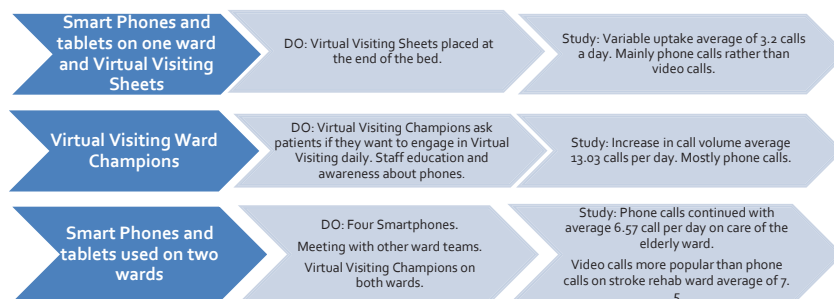 Smart Phones and
tablets on one ward
and Virtual Visiting
Sheets
DO: Virtual Visiting Sheets placed at
the end of the bed.
Study: Variable uptake average of 3.2 calls
a day. Mainly phone calls rather than
video calls.
Virtual Visiting Ward
Champions
DO: Virtual Visiting Champions ask
patients if they want to engage in Virtual
Visiting daily. Staff education and
awareness about phones.
Study: Increase in call volume average
13.03 calls per day. Mostly phone calls.
Smart Phones and
tablets used on two
wards
DO: Four Smartphones.
Meeting with other ward teams.
Virtual Visiting Champions on
both wards.
Study: Phone calls continued with
average 6.57 call per day on care of the
elderly ward.
Video calls more popular than phone
calls on stroke rehab ward average of 7.
5